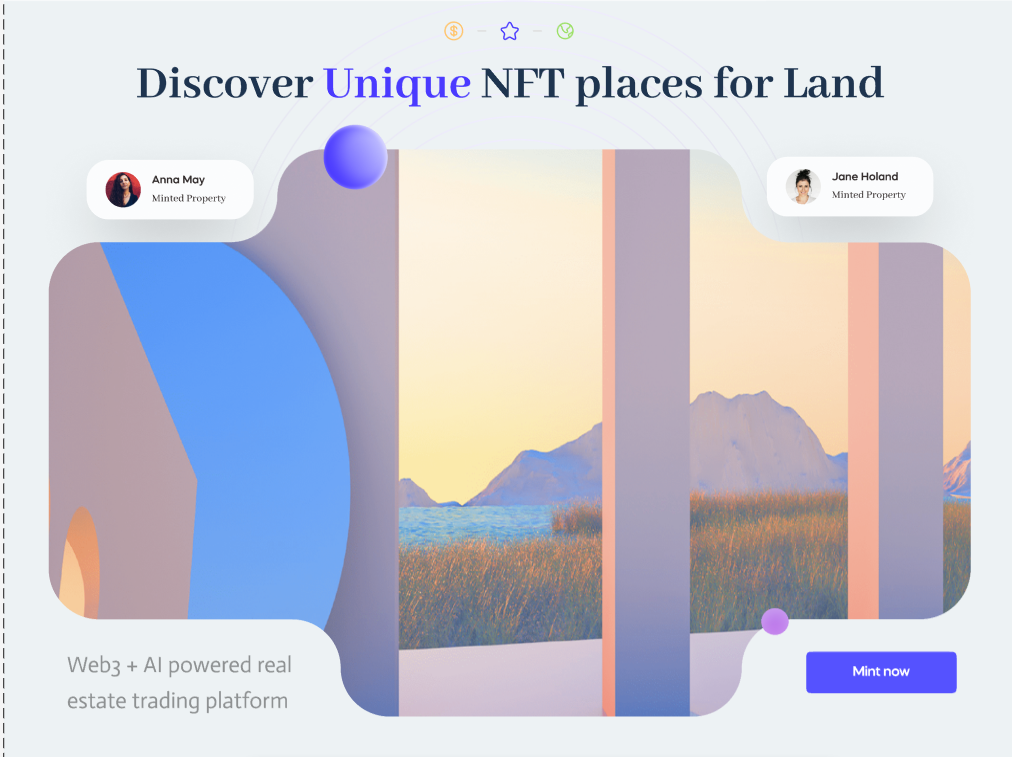 Discover Unique NFT places for Land
Anna May
Minted Property
Jane Holand
Minted Property
Web3 + AI powered real
estate trading platform
Mint now